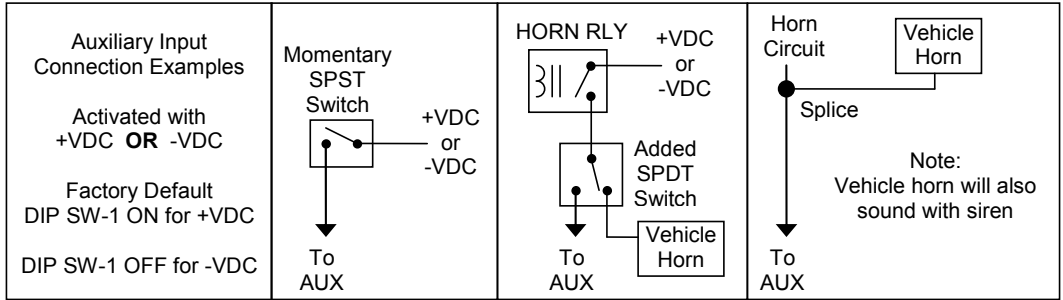 Auxiliary Input
Connection Examples
Activated with
+VDC OR -VDC
Factory Default
DIP SW-1 ON for +VDC
DIP SW-1 OFF for -VDC
Momentary
SPST
Switch
+VDC
or
-VDC
To
AUX
HORN RLY
+VDC
or
-VDC
Added
SPDT
Switch
Vehicle
Horn
To
AUX
Horn
Circuit
Vehicle
Horn
Splice
Note:
Vehicle horn will also
sound with siren
To
AUX